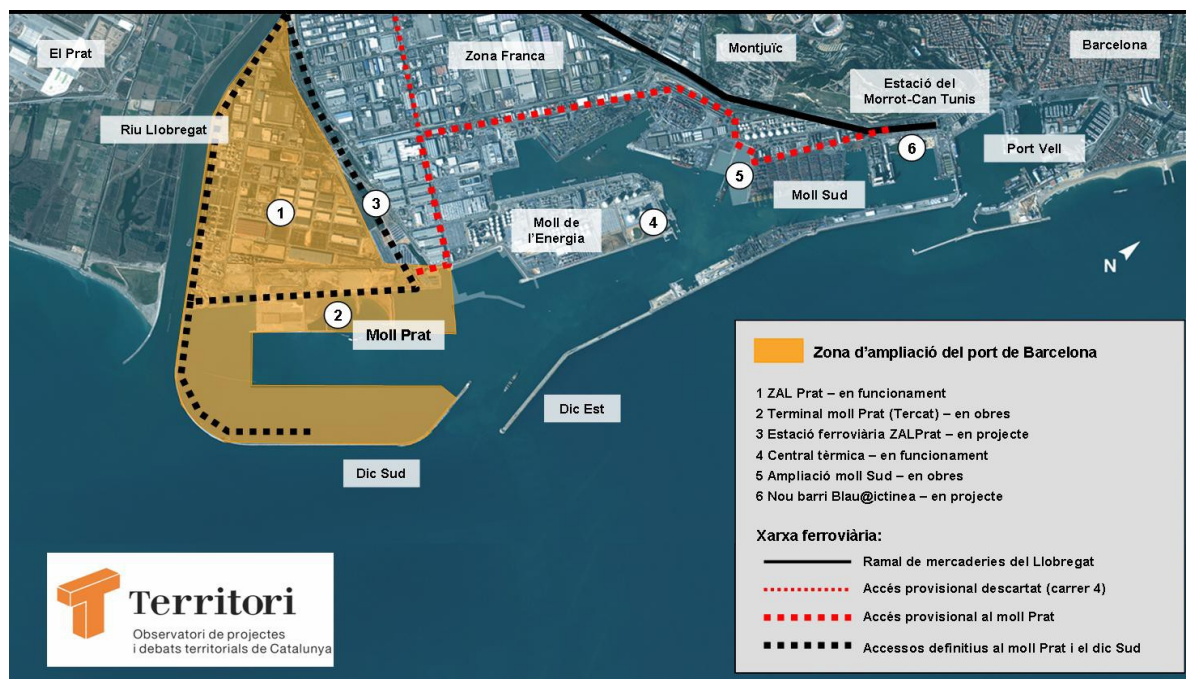 El Prat
Riu Llobregat
Zona Franca
Montjuïc
Barcelona
Estació del
Morrot-Can Tunis
Port Vell
Moll Sud
Moll de
l'Energia
Moll Prat
Dic Est
Dic Sud
N
1
2
3
4
5
6
Zona d'ampliació del port de Barcelona
1 ZAL Prat – en funcionament
2 Terminal moll Prat (Tercat) – en obres
3 Estació ferroviària ZALPrat – en projecte
4 Central tèrmica – en funcionament
5 Ampliació moll Sud – en obres
6 Nou barri Blau@ictinea – en projecte
Xarxa ferroviària:
Ramal de mercaderies del Llobregat
Accés provisional descartat (carrer 4)
Accés provisional al moll Prat
Accessos definitius al moll Prat i el dic Sud
Territori
Observatori de projectes
i debats territorials de Catalunya